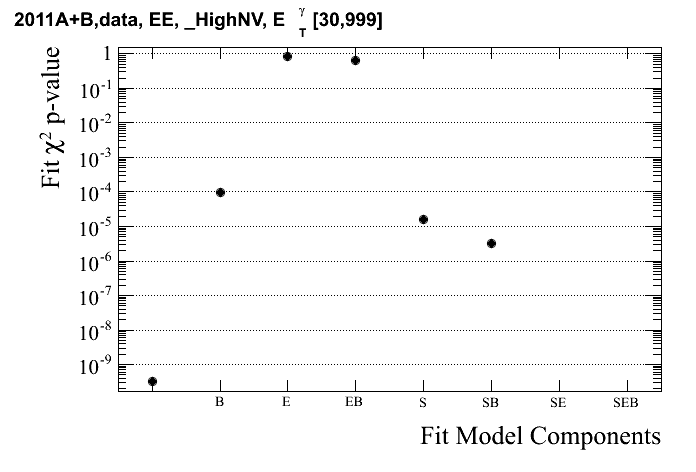 2011A+B,data, EE, _HighNV, E γ T [30,999]
Fit χ² p-value
1
10⁻¹
10⁻²
10⁻³
10⁻⁴
10⁻⁵
10⁻⁶
10⁻⁷
10⁻⁸
10⁻⁹
B E EB S SB SE SEB
Fit Model Components